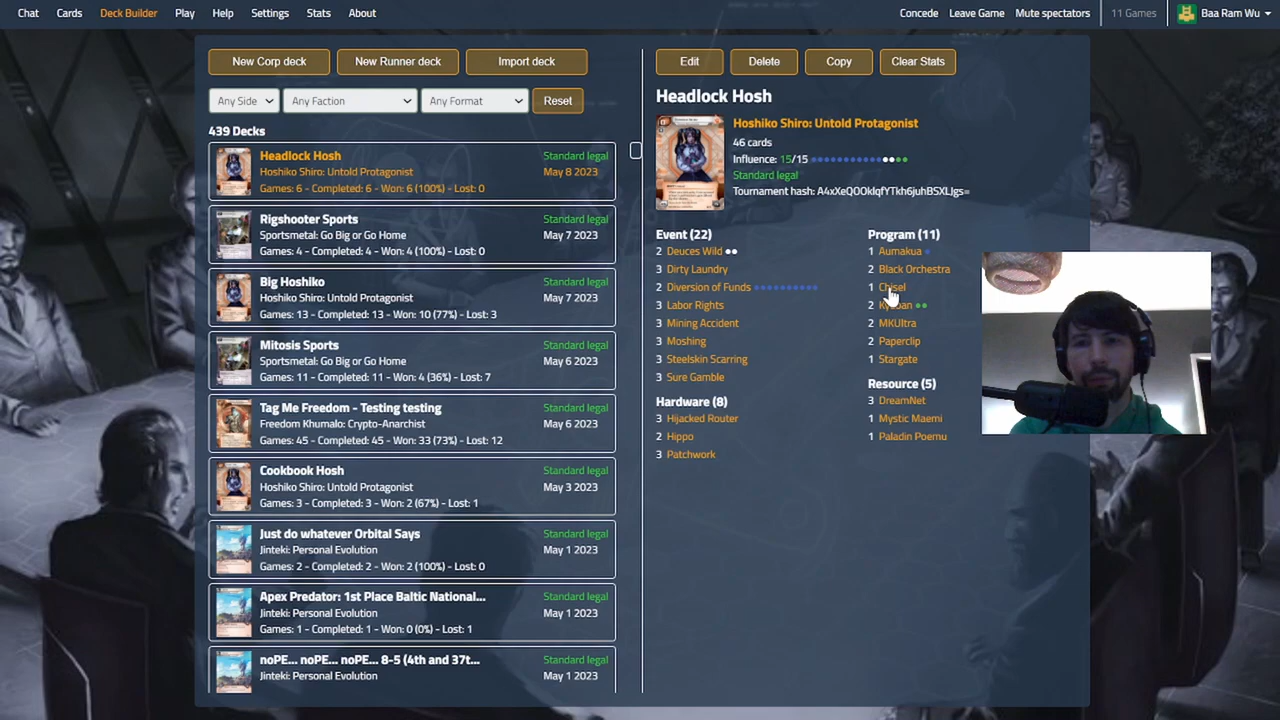 Chat Cards Deck Builder Play Help Settings Stats About
Concede Leave Game Mute spectators 11 Games Baa Ram Wu
New Corp deck New Runner deck Import deck
Any Side Any Faction Any Format Reset
439 Decks
Headlock Hosh Standard legal
Hoshiko Shiro: Untold Protagonist May 8 2023
Games: 6 - Completed: 6 - Won: 6 (100%) - Lost: 0
Rigshooter Sports Standard legal
Sportsmetal: Go Big or Go Home May 7 2023
Games: 4 - Completed: 4 - Won: 4 (100%) - Lost: 0
Big Hoshiko Standard legal
Hoshiko Shiro: Untold Protagonist May 7 2023
Games: 13 - Completed: 13 - Won: 10 (77%) - Lost: 3
Mitosis Sports Standard legal
Sportsmetal: Go Big or Go Home May 6 2023
Games: 11 - Completed: 11 - Won: 4 (36%) - Lost: 7
Tag Me Freedom - Testing testing Standard legal
Freedom Khumalo: Crypto-Anarchist May 6 2023
Games: 45 - Completed: 45 - Won: 33 (73%) - Lost: 12
Cookbook Hosh Standard legal
Hoshiko Shiro: Untold Protagonist May 3 2023
Games: 3 - Completed: 3 - Won: 2 (67%) - Lost: 1
Just do whatever Orbital Says Standard legal
Jinteki: Personal Evolution May 1 2023
Games: 2 - Completed: 2 - Won: 2 (100%) - Lost: 0
Apex Predator: 1st Place Baltic National... Standard legal
Jinteki: Personal Evolution May 1 2023
Games: 1 - Completed: 1 - Won: 0 (0%) - Lost: 1
noPE... noPE... noPE... 8-5 (4th and 37t... Standard legal
Jinteki: Personal Evolution May 1 2023
Edit Delete Copy Clear Stats
Headlock Hosh
Hoshiko Shiro: Untold Protagonist
46 cards
Influence: 15/15
Standard legal
Tournament hash:
Event (22)
2 Deuces Wild
3 Dirty Laundry
2 Diversion of Funds
3 Labor Rights
3 Mining Accident
3 Moshing
3 Steelskin Scarring
3 Sure Gamble
Hardware (8)
3 Hijacked Router
2 Hippo
3 Patchwork
Program (11)
1 Aumakua
2 Black Orchestra
1
2
2 MKUltra
2 Paperclip
1 Stargate
Resource (5)
3 DreamNet
1 Mystic Maemi
1 Paladin Poemu